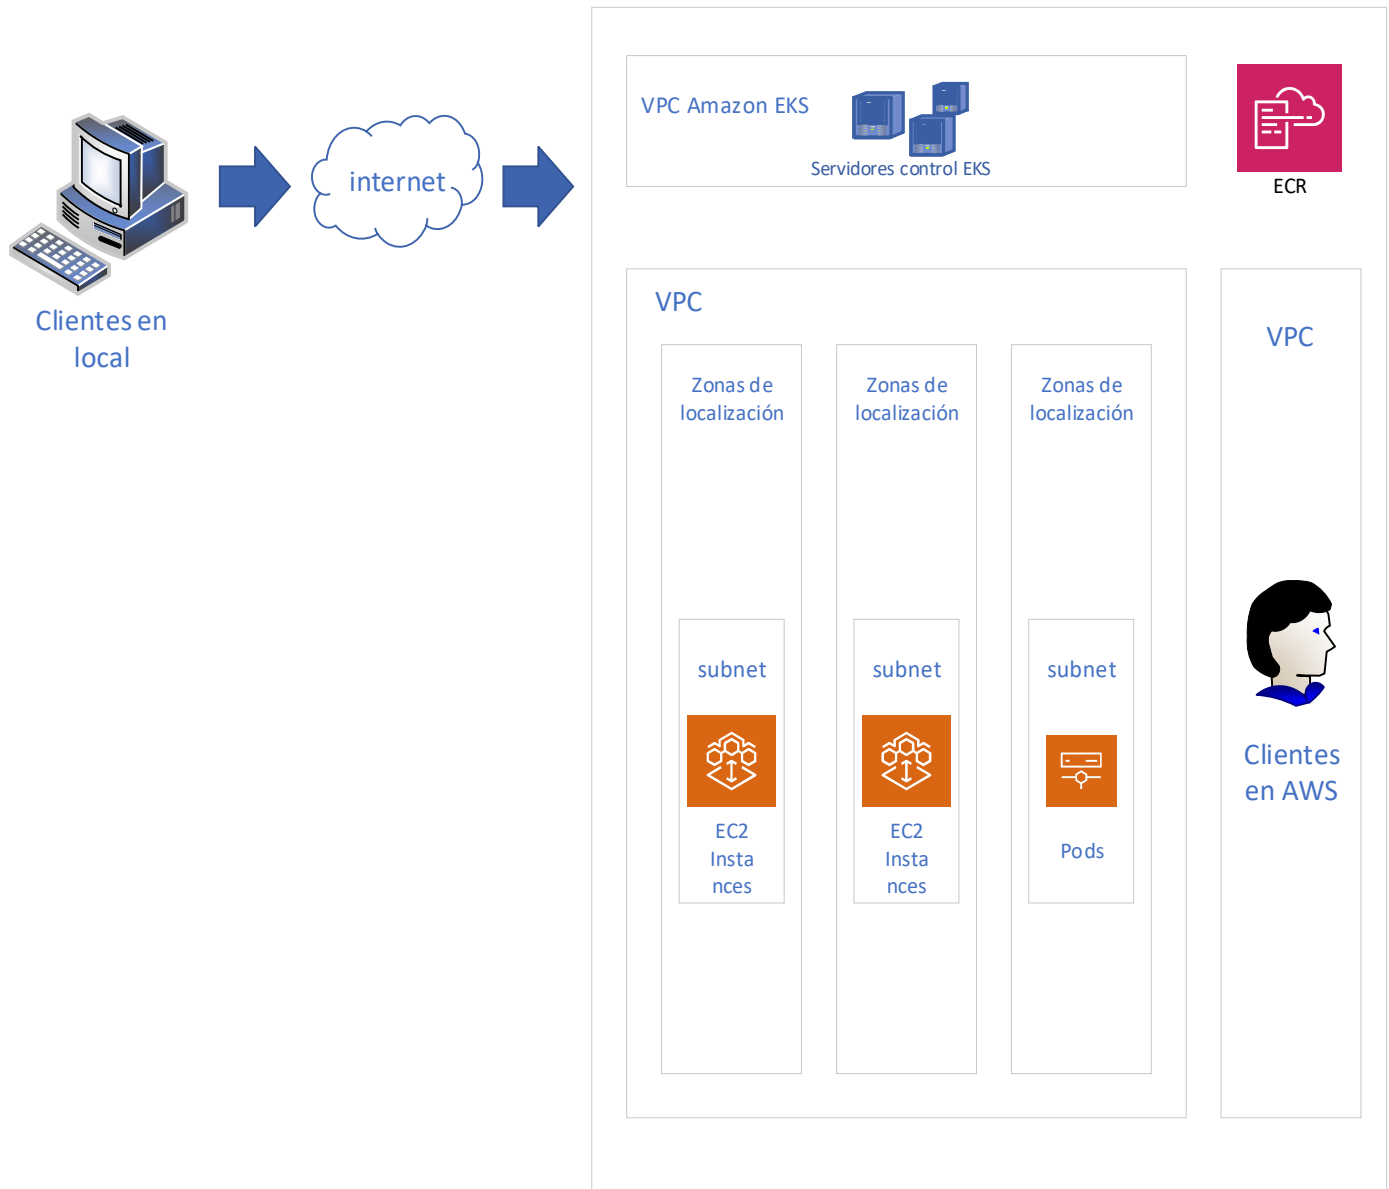 VPC Amazon EKS
Servidores control EKS
ECR
internet
Clientes en
local
VPC
Zonas de
localización
Zonas de
localización
Zonas de
localización
subnet
EC2
Insta
nces
subnet
EC2
Insta
nces
subnet
Pods
VPC
Clientes
en AWS